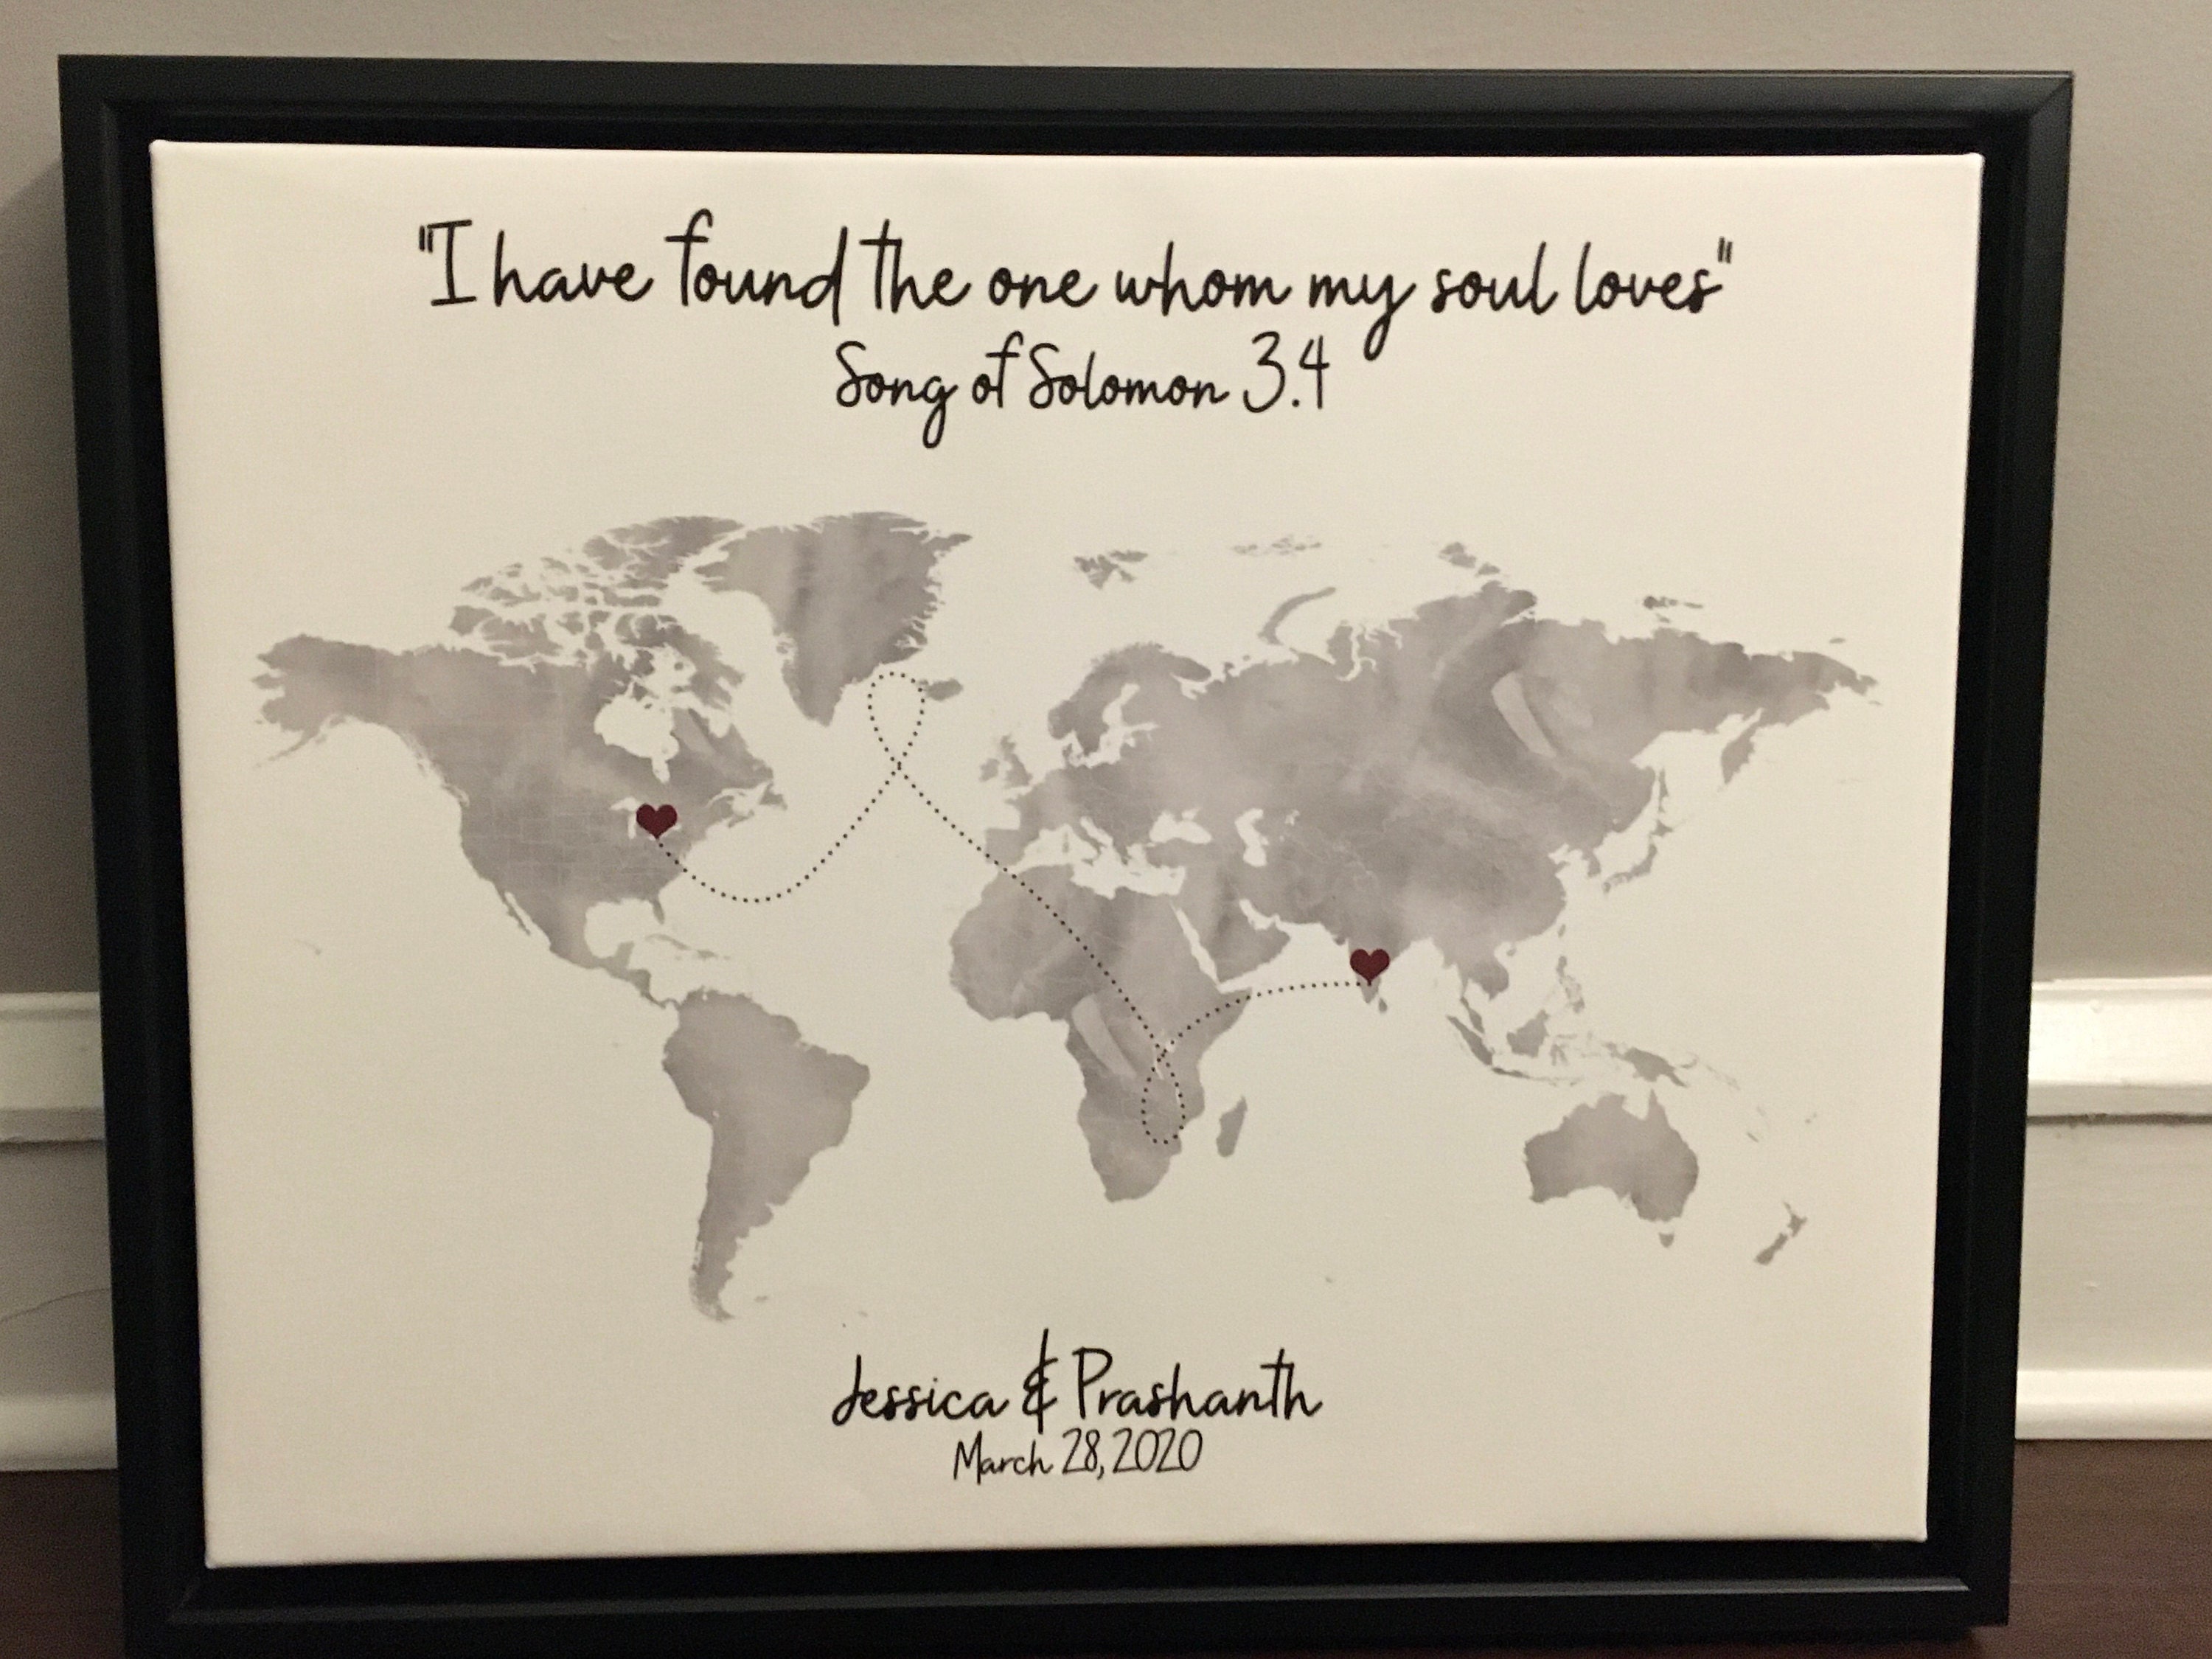 "I have found the one whom my soul loves"
Song of Solomon 3.4
Jessica & Prashanth
March 28, 2020